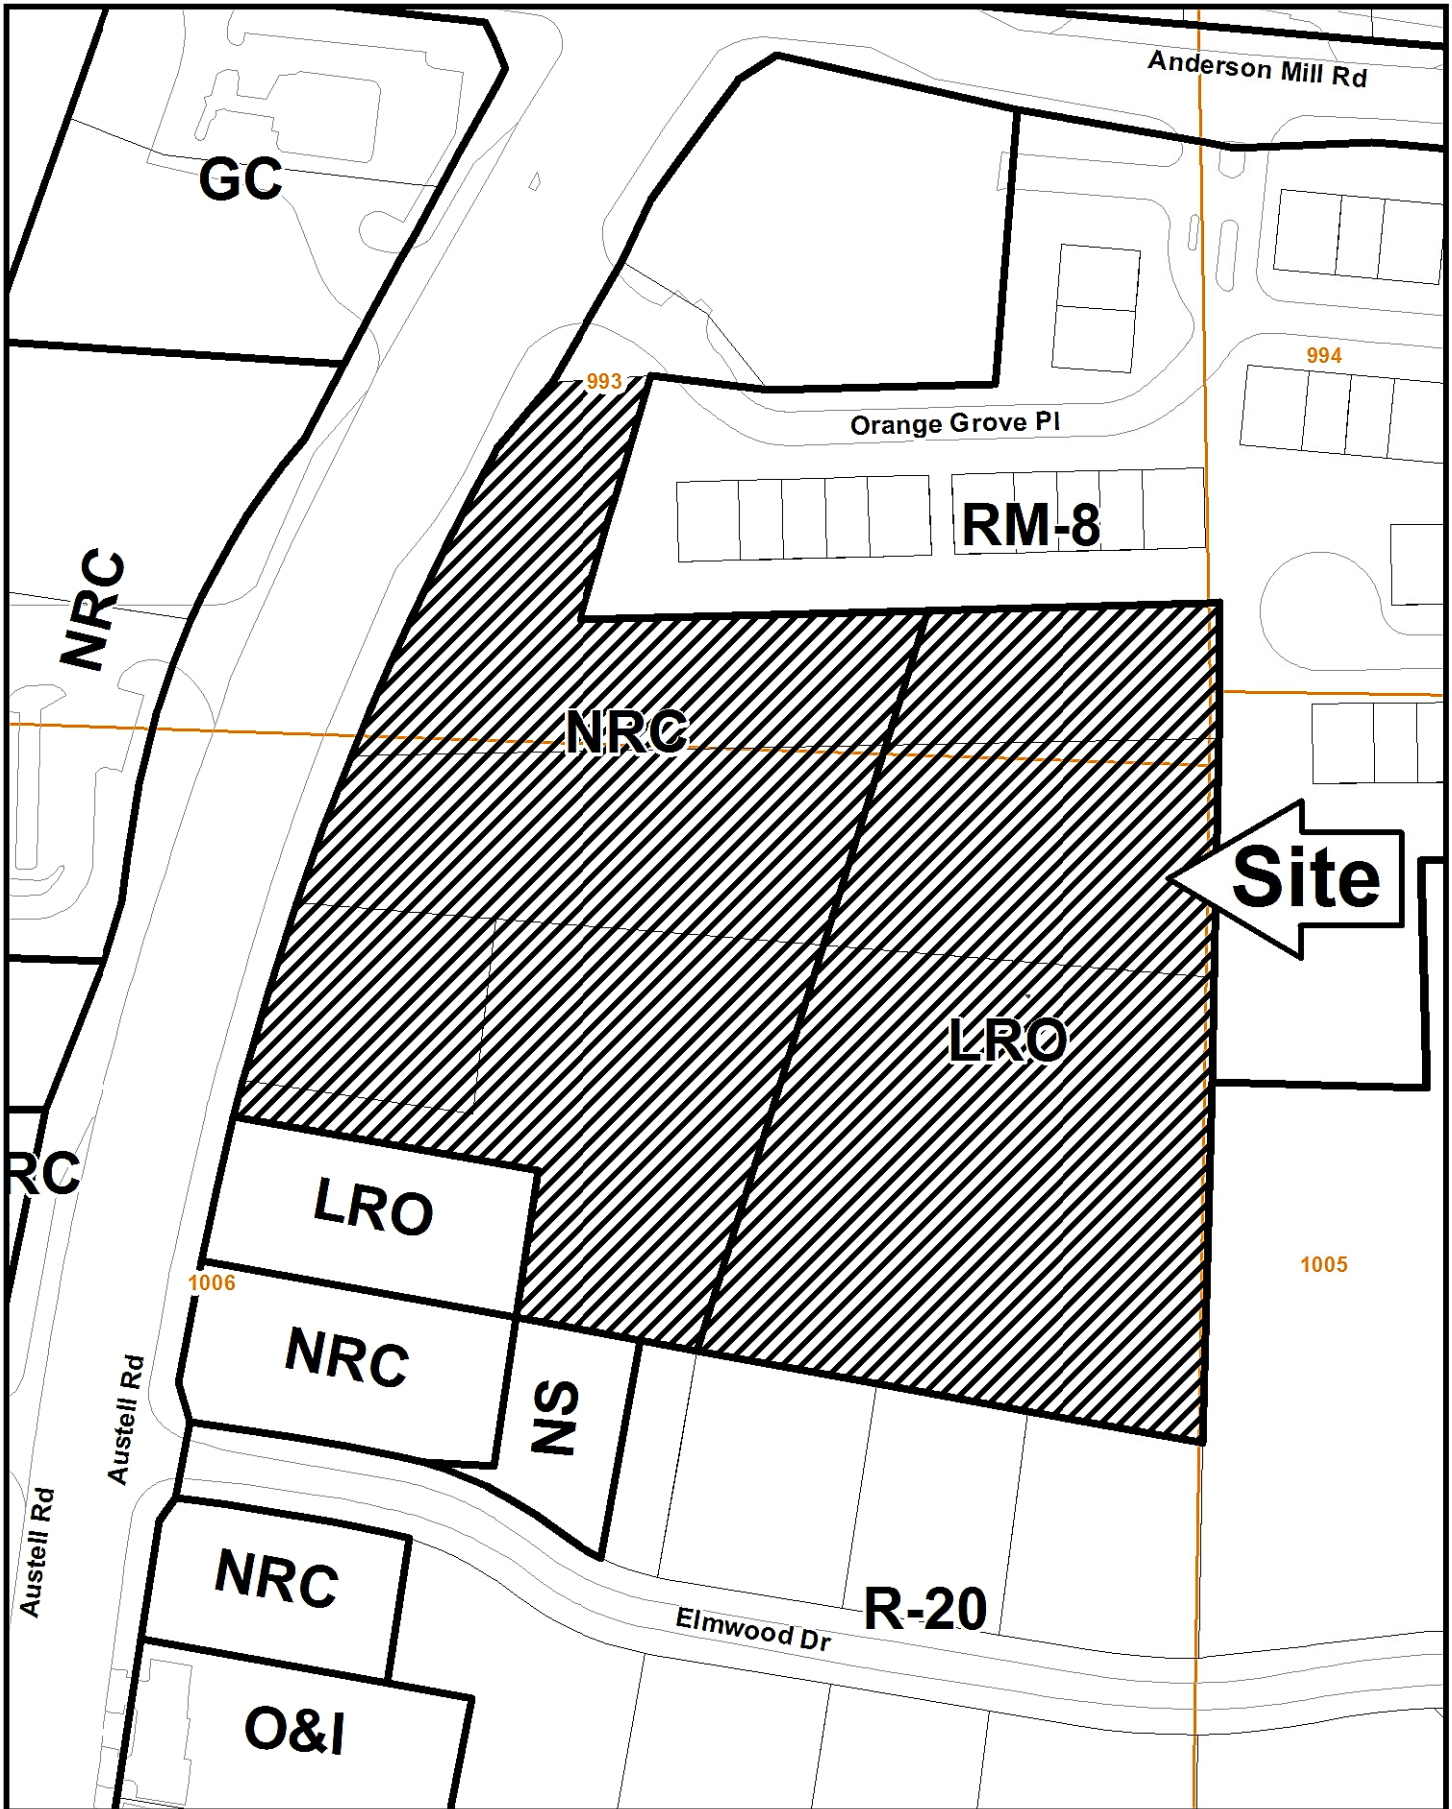 Anderson Mill Rd
GC
994
993
Orange Grove Pl
RM-8
NRC
NRC
Site
LRO
RC
LRO
1005
1006
NRC
NS
Austell Rd
Austell Rd
NRC
R-20
Elmwood Dr
O&I